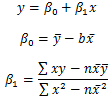 y = β₀ + β₁x
β₀ = ȳ − bx̄
β₁ = (∑ xy − nx̄ȳ) / (∑ x² − nx̄²)